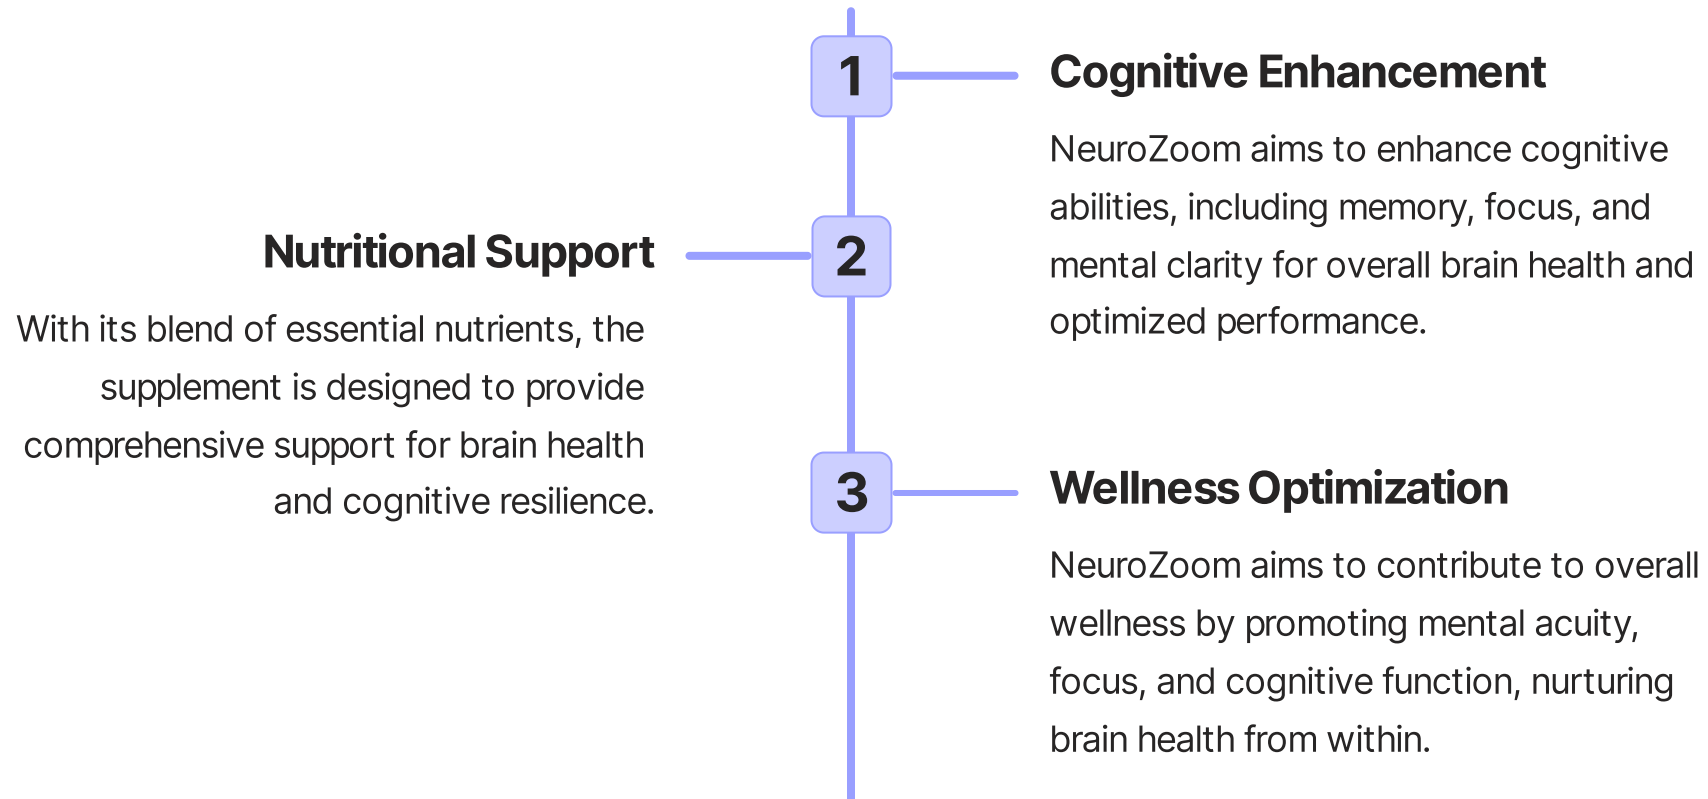 1
Cognitive Enhancement
NeuroZoom aims to enhance cognitive
abilities, including memory, focus, and
mental clarity for overall brain health and
optimized performance.
2
Nutritional Support
With its blend of essential nutrients, the
supplement is designed to provide
comprehensive support for brain health
and cognitive resilience.
3
Wellness Optimization
NeuroZoom aims to contribute to overall
wellness by promoting mental acuity,
focus, and cognitive function, nurturing
brain health from within.